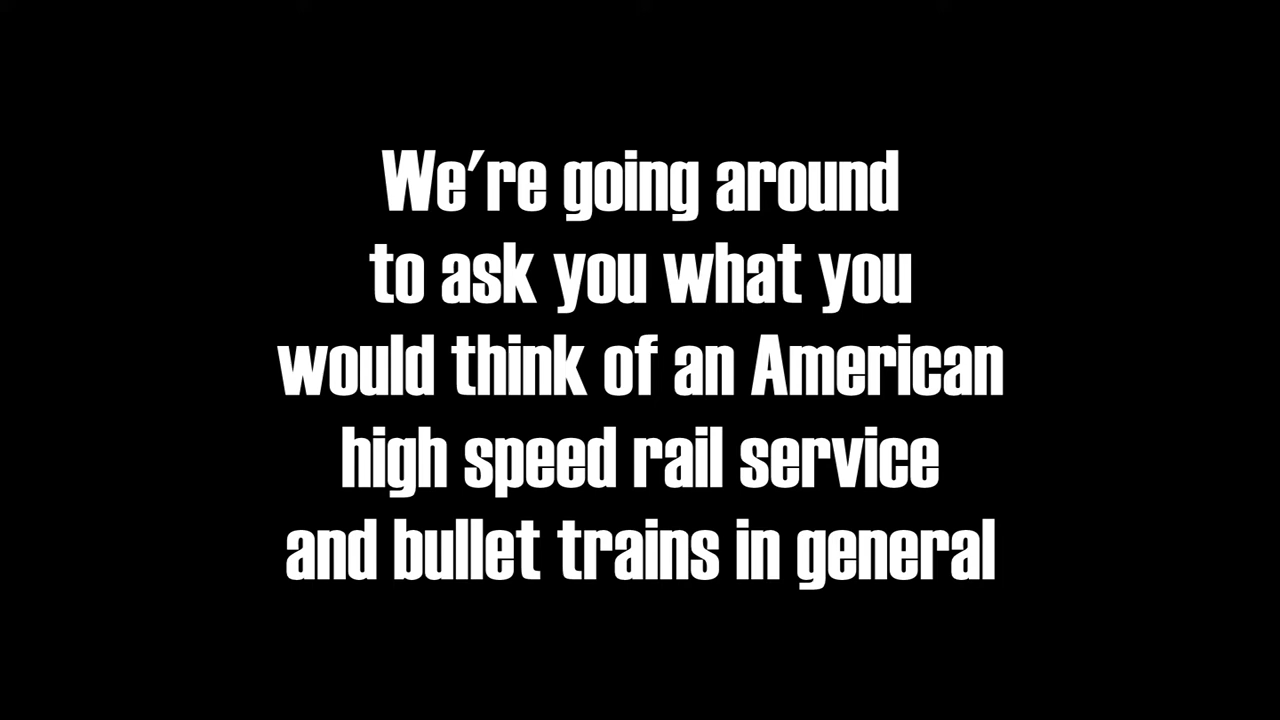 We're going around
to ask you what you
would think of an American
high speed rail service
and bullet trains in general